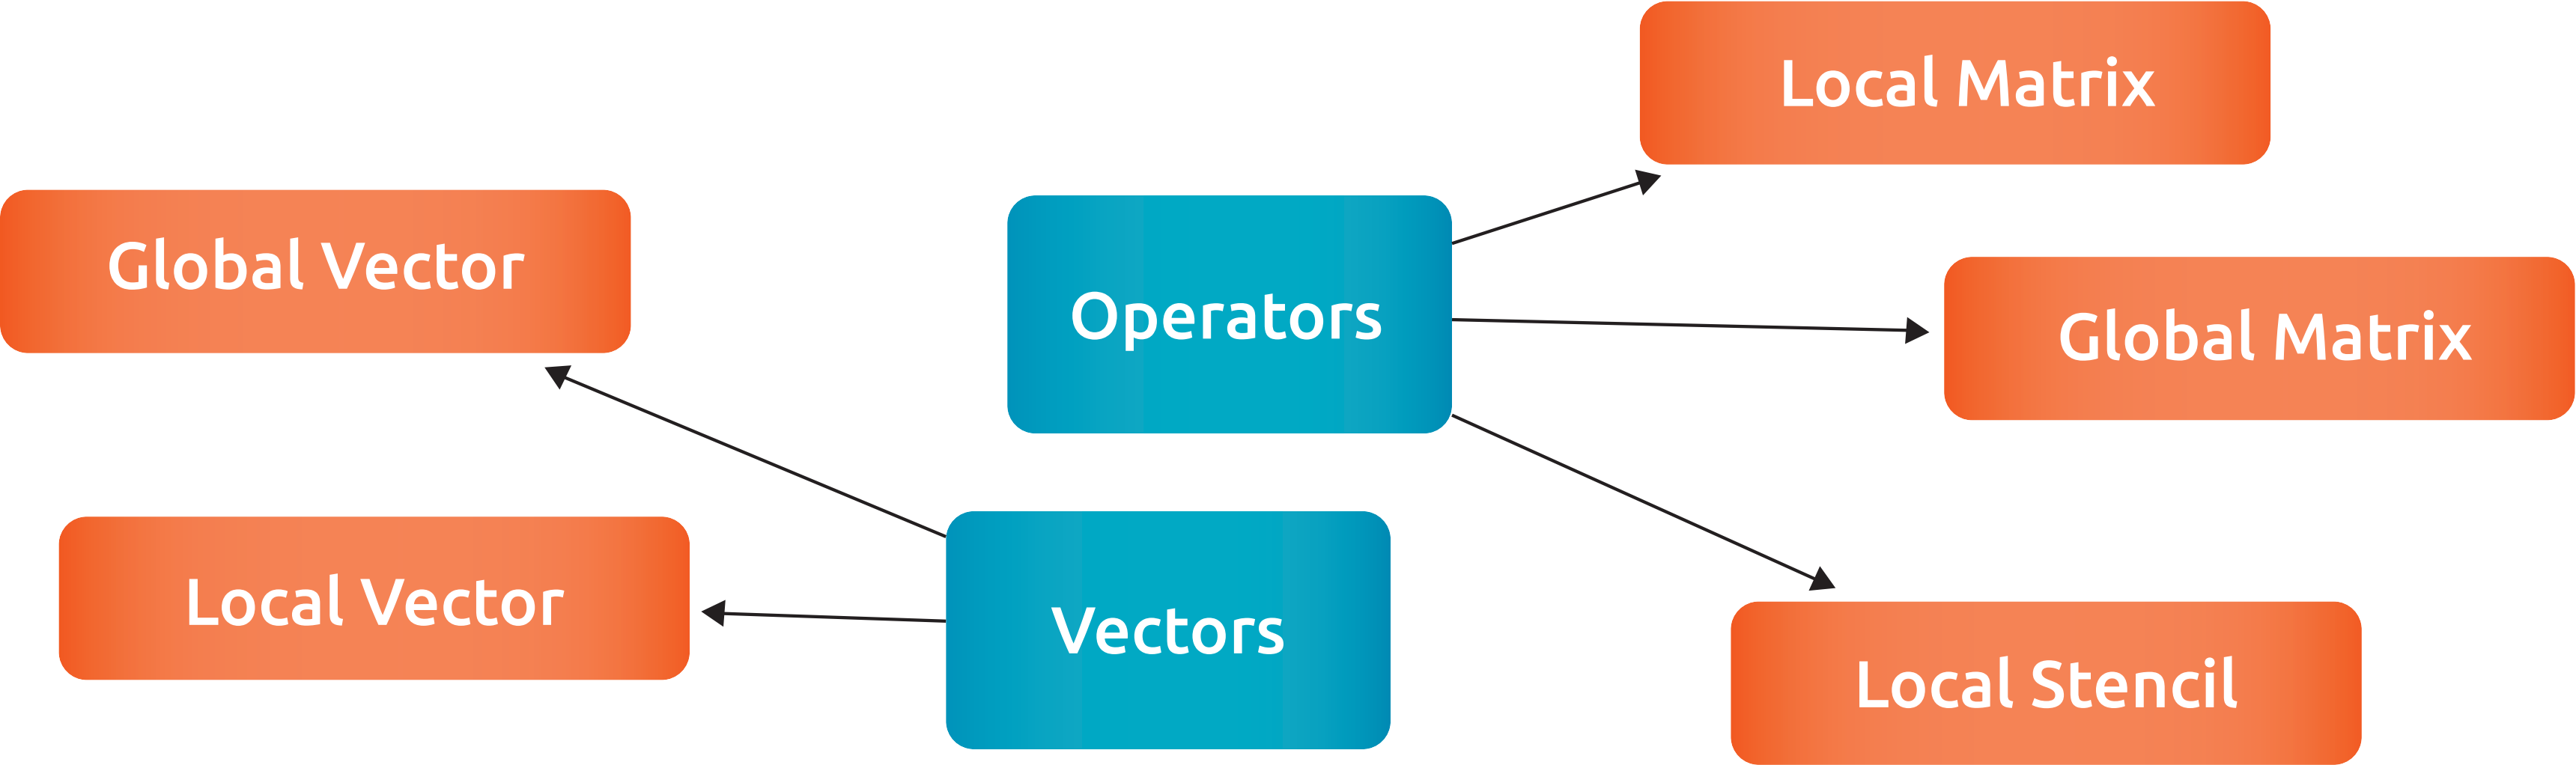 Local Matrix
Global Vector
Operators
Global Matrix
Local Vector
Vectors
Local Stencil